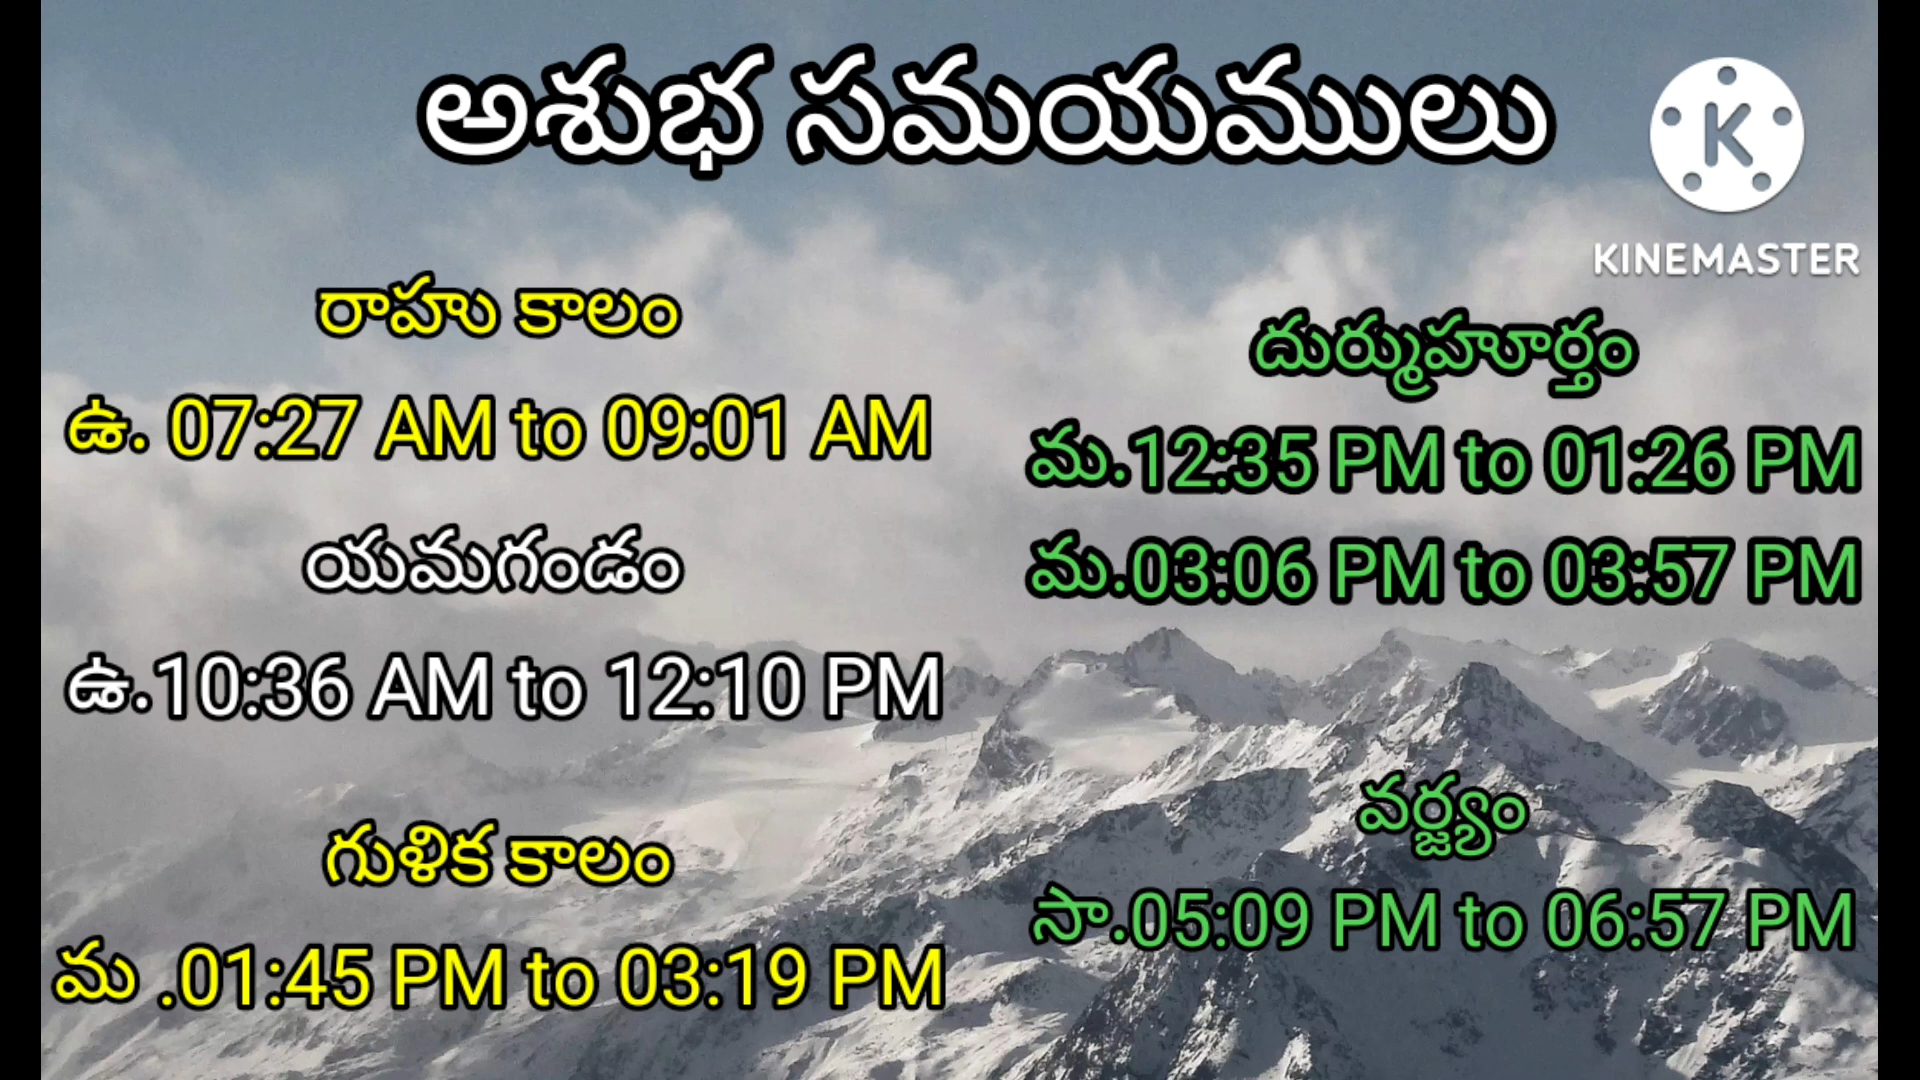 అశుభ సమయములు
K
KINEMASTER
రాహు కాలం
ఉ. 07:27 AM to 09:01 AM
యమగండం
ఉ.10:36 AM to 12:10 PM
గుళిక కాలం
మ .01:45 PM to 03:19 PM
దుర్ముహూర్తం
మ.12:35 PM to 01:26 PM
మ.03:06 PM to 03:57 PM
వర్జ్యం
సా.05:09 PM to 06:57 PM